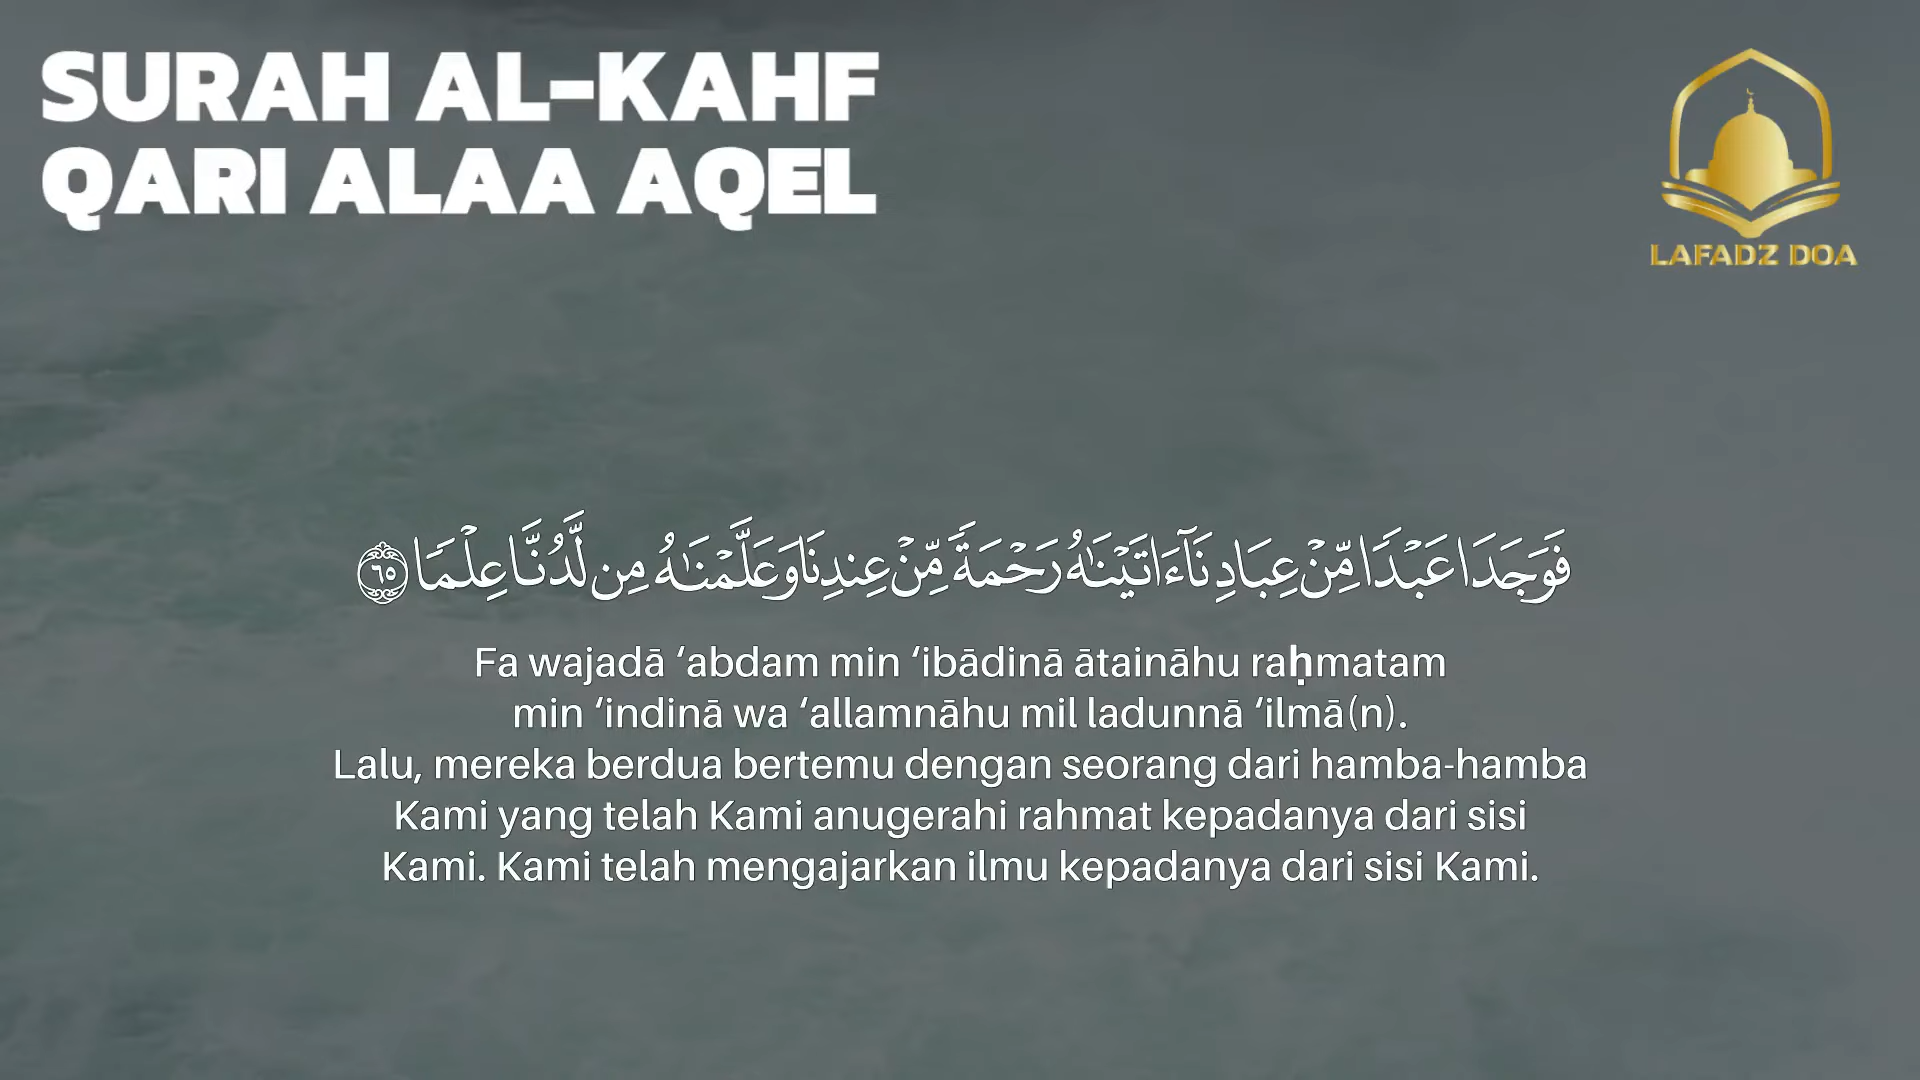 SURAH AL-KAHF
QARI ALAA AQEL
LAFADZ DOA
فَوَجَدَا عَبْدًا مِّنْ عِبَادِنَآ ءَاتَيْنَٰهُ رَحْمَةً مِّنْ عِندِنَا وَعَلَّمْنَٰهُ مِن لَّدُنَّا عِلْمًا ٦٥
Fa wajadā ‘abdam min ‘ibādinā ātaināhu raḥmatam
min ‘indinā wa ‘allamnāhu mil ladunnā ‘ilmā(n).
Lalu, mereka berdua bertemu dengan seorang dari hamba-hamba
Kami yang telah Kami anugerahi rahmat kepadanya dari sisi
Kami. Kami telah mengajarkan ilmu kepadanya dari sisi Kami.